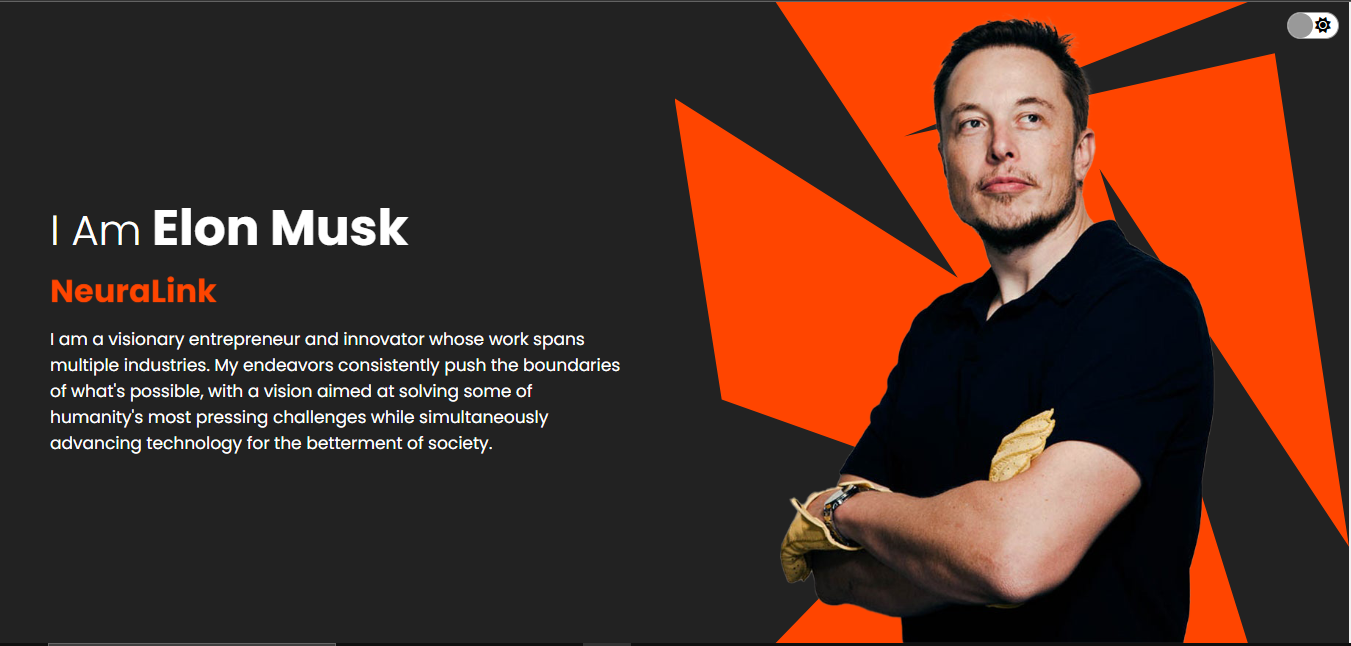 I Am Elon Musk
NeuraLink
I am a visionary entrepreneur and innovator whose work spans
multiple industries. My endeavors consistently push the boundaries
of what's possible, with a vision aimed at solving some of
humanity's most pressing challenges while simultaneously
advancing technology for the betterment of society.